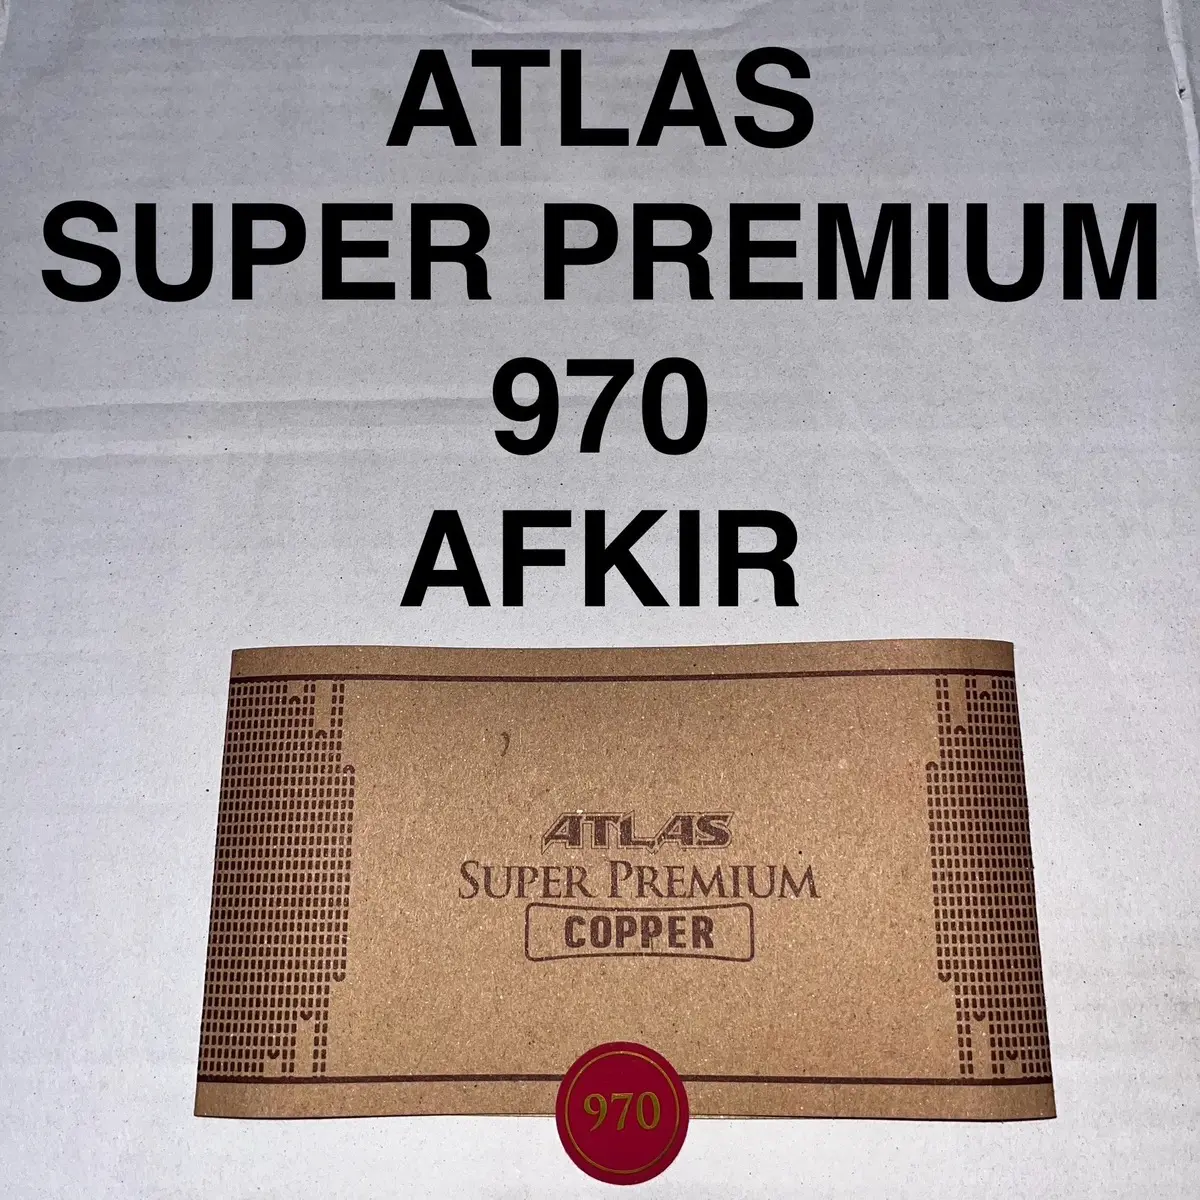 ATLAS
SUPER PREMIUM
970
AFKIR
ATLAS
SUPER PREMIUM
COPPER
970